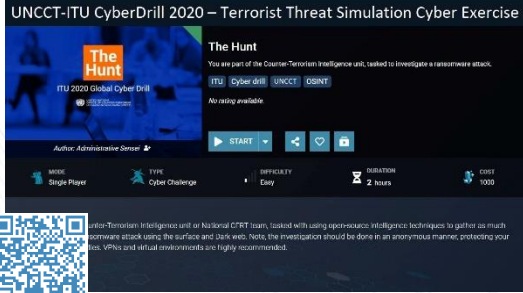 UNCCT-ITU CyberDrill 2020 – Terrorist Threat Simulation Cyber Exercise
The
Hunt
ITU 2020 Global Cyber Drill
Author: Administrative Sensei
The Hunt
You are part of the Counter-Terrorism Intelligence unit, tasked to investigate a ransomware attack.
ITU Cyber drill UNCCT OSINT
No rating available
START
MODE
Single Player
TYPE
Cyber Challenge
DIFFICULTY
Easy
DURATION
2 hours
COST
1000
unter-Terrorism Intelligence unit or National CERT team, tasked with using open-source intelligence techniques to gather as much
nsomware attack using the surface and Dark web. Note, the investigation should be done in an anonymous manner, protecting your
ties. VPNs and virtual environments are highly recommended.